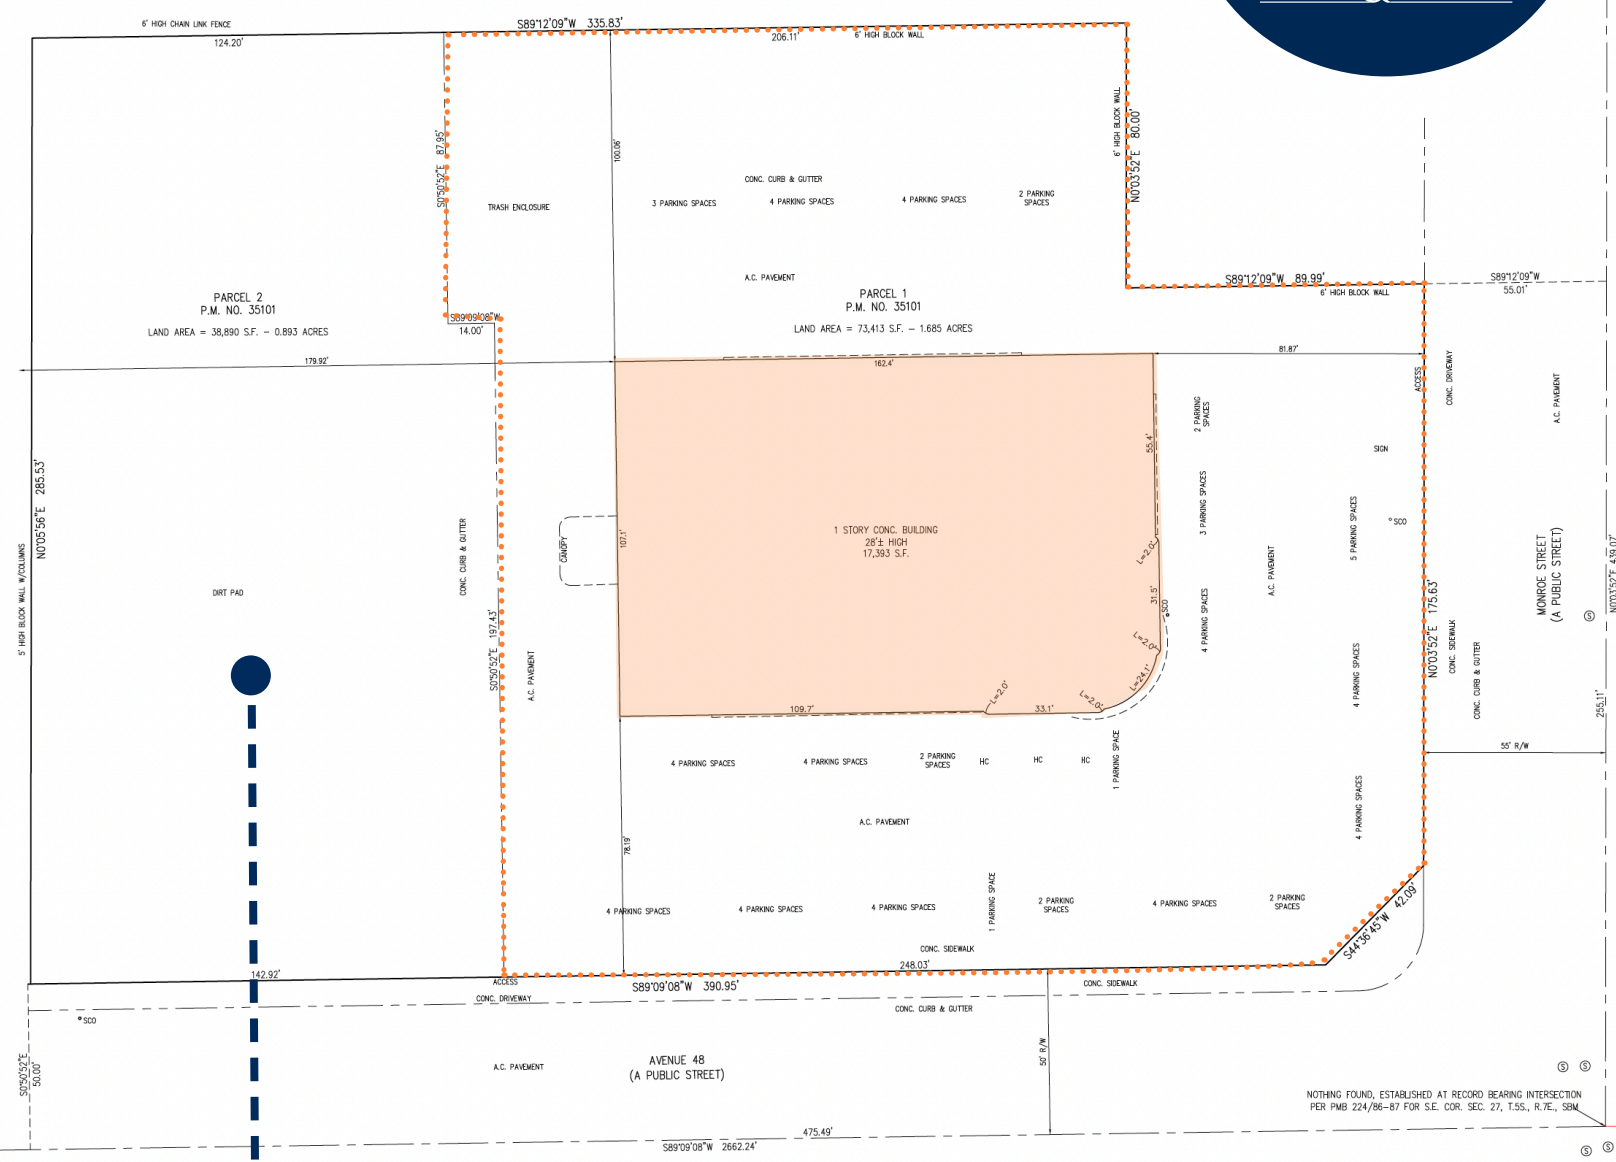 6' HIGH CHAIN LINK FENCE
124.20'
S89°12'09"W 335.83'
206.11'
6' HIGH BLOCK WALL
6' HIGH BLOCK WALL
N0°03'52"E 80.00'
S0°50'52"E 87.95'
100.06'
CONC. CURB & GUTTER
TRASH ENCLOSURE
3 PARKING SPACES
4 PARKING SPACES
4 PARKING SPACES
2 PARKING
SPACES
A.C. PAVEMENT
S89°12'09"W 89.99'
6' HIGH BLOCK WALL
S89°12'09"W
55.01'
PARCEL 2
P.M. NO. 35101
LAND AREA = 38,890 S.F. - 0.893 ACRES
PARCEL 1
P.M. NO. 35101
LAND AREA = 73,413 S.F. - 1.685 ACRES
S89°09'08"W
14.00'
179.92'
162.4'
81.87'
ACCESS
CONC. DRIVEWAY
A.C. PAVEMENT
2 PARKING
SPACES
55.4'
SIGN
3 PARKING SPACES
5 PARKING SPACES
SCO
N0°05'56"E 285.53'
5' HIGH BLOCK WALL W/COLUMNS
CONC. CURB & GUTTER
CANOPY
107.1'
1 STORY CONC. BUILDING
28'± HIGH
17,393 S.F.
L=2.0'
31.5'
SCO
4 PARKING SPACES
A.C. PAVEMENT
MONROE STREET
(A PUBLIC STREET)
N0°03'52"E 439.07'
S
DIRT PAD
S0°50'52"E 197.43'
A.C. PAVEMENT
L=2.0'
L=24.1'
L=2.0'
L=2.0'
109.7'
33.1'
4 PARKING SPACES
N0°03'52"E 175.63'
CONC. SIDEWALK
CONC. CURB & GUTTER
255.11'
55' R/W
4 PARKING SPACES
4 PARKING SPACES
2 PARKING
SPACES
HC
HC
HC
1 PARKING SPACE
A.C. PAVEMENT
4 PARKING SPACES
78.19'
4 PARKING SPACES
4 PARKING SPACES
4 PARKING SPACES
1 PARKING SPACE
2 PARKING
SPACES
4 PARKING SPACES
2 PARKING
SPACES
S44°36'45"W 42.09'
CONC. SIDEWALK
248.03'
142.92'
ACCESS
S89°09'08"W 390.95'
CONC. SIDEWALK
CONC. DRIVEWAY
CONC. CURB & GUTTER
SCO
S0°50'52"E
50.00'
A.C. PAVEMENT
AVENUE 48
(A PUBLIC STREET)
50' R/W
S
S
NOTHING FOUND, ESTABLISHED AT RECORD BEARING INTERSECTION
PER PMB 224/86-87 FOR S.E. COR. SEC. 27, T.5S., R.7E., SBM
475.49'
S89°09'08"W 2662.24'
S
S